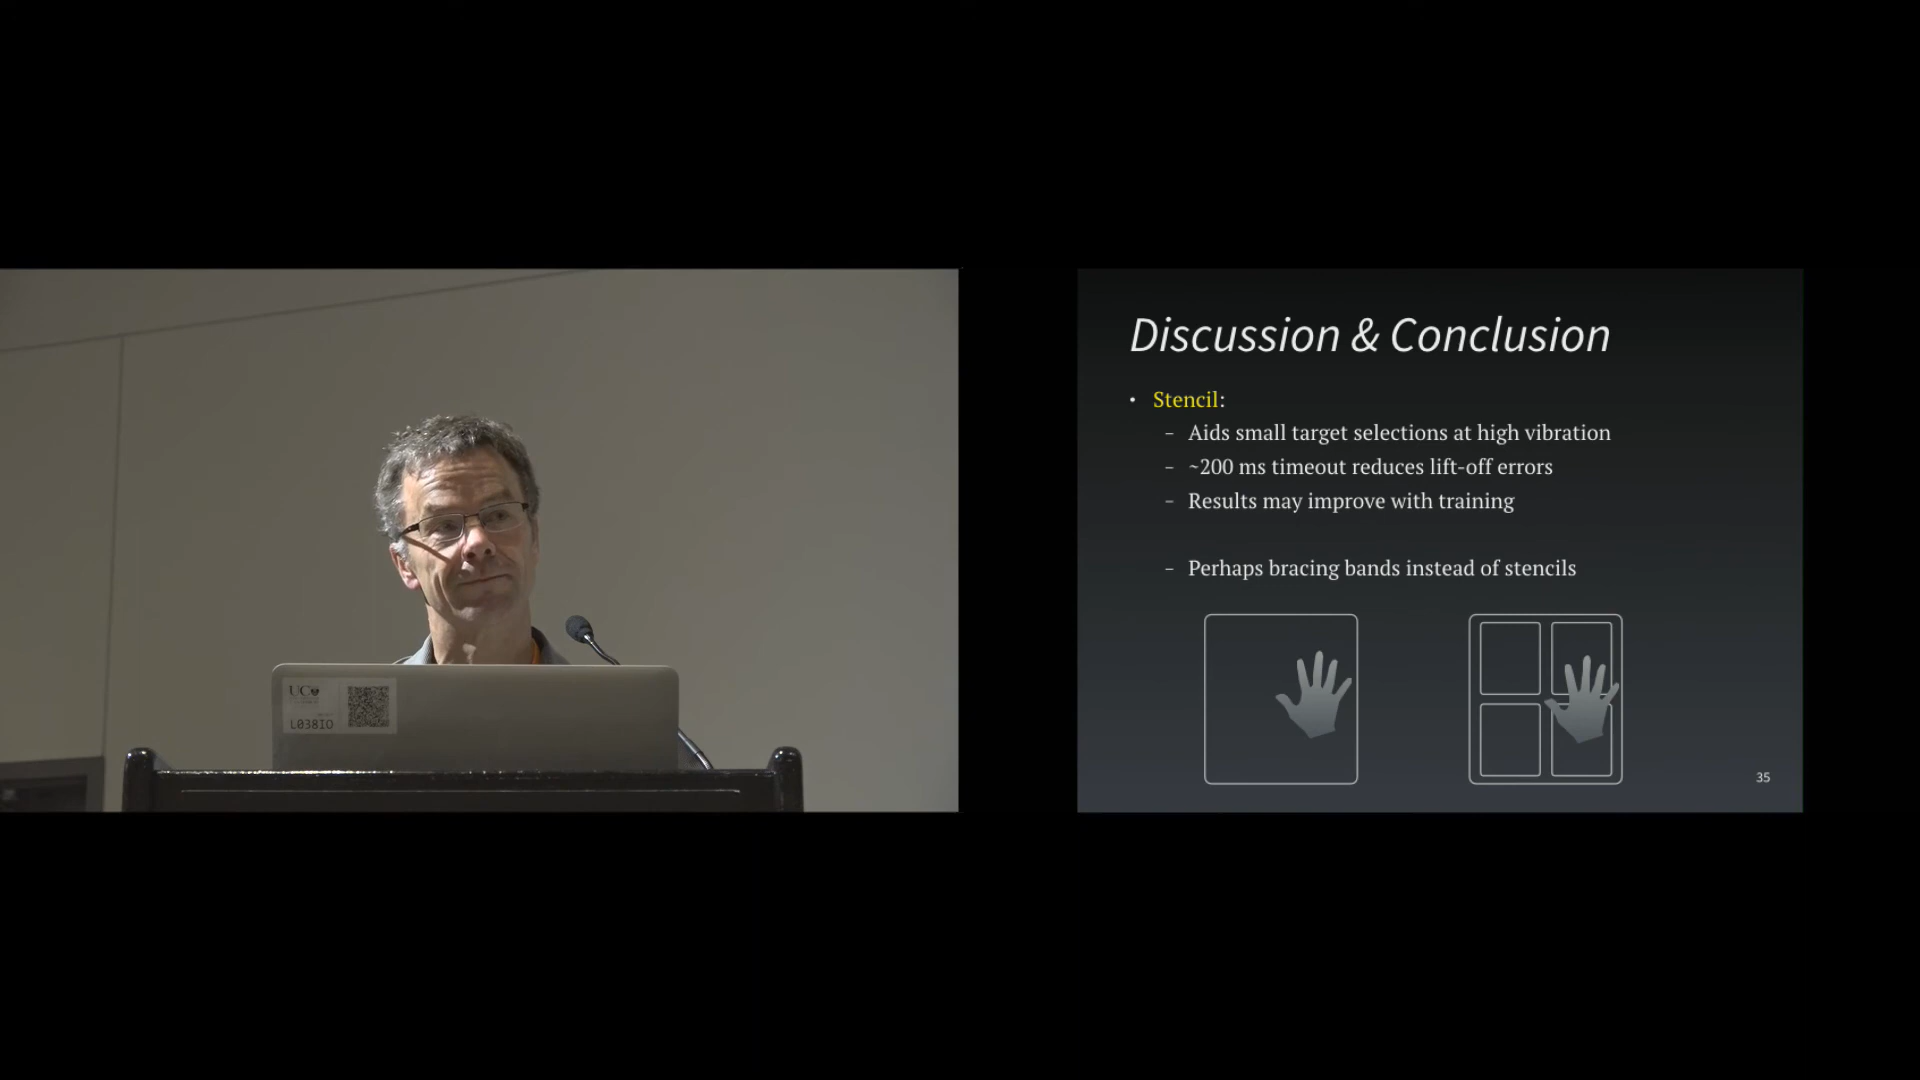 UC
L038IO
Discussion & Conclusion
• Stencil:
– Aids small target selections at high vibration
– ~200 ms timeout reduces lift-off errors
– Results may improve with training
– Perhaps bracing bands instead of stencils
35